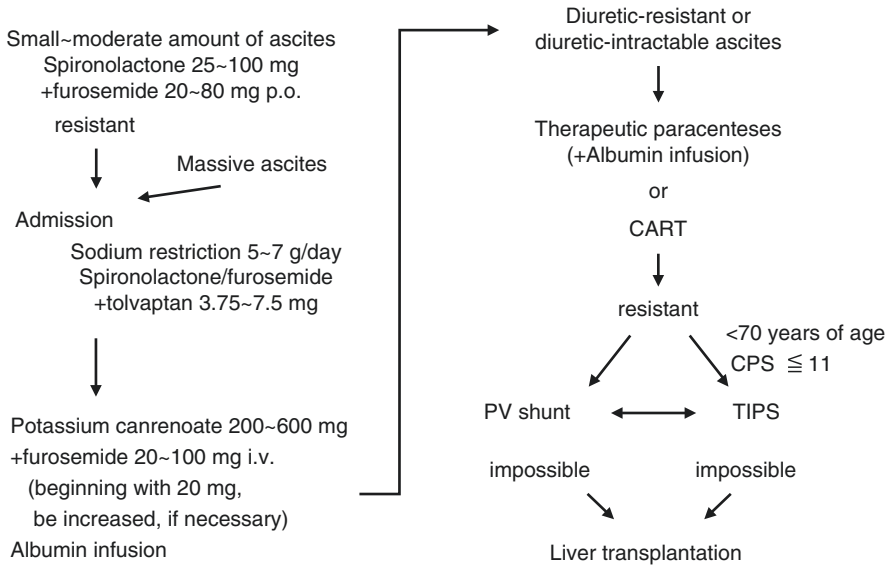 Small~moderate amount of ascites
Spironolactone 25~100 mg
+furosemide 20~80 mg p.o.
resistant
Massive ascites
Admission
Sodium restriction 5~7 g/day
Spironolactone/furosemide
+tolvaptan 3.75~7.5 mg
Potassium canrenoate 200~600 mg
+furosemide 20~100 mg i.v.
(beginning with 20 mg,
be increased, if necessary)
Albumin infusion
Diuretic-resistant or
diuretic-intractable ascites
Therapeutic paracenteses
(+Albumin infusion)
or
CART
resistant
<70 years of age
CPS ≦ 11
PV shunt
TIPS
impossible
impossible
Liver transplantation